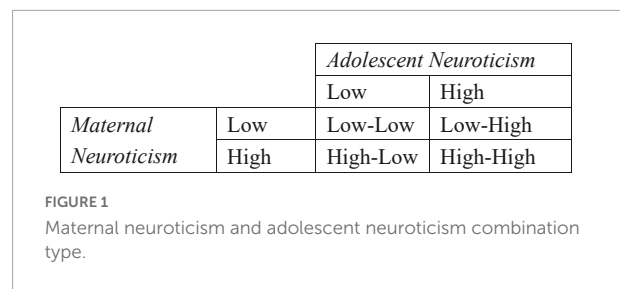 Adolescent Neuroticism
Low High
Maternal Low Low-Low Low-High
Neuroticism High High-Low High-High
FIGURE 1
Maternal neuroticism and adolescent neuroticism combination
type.